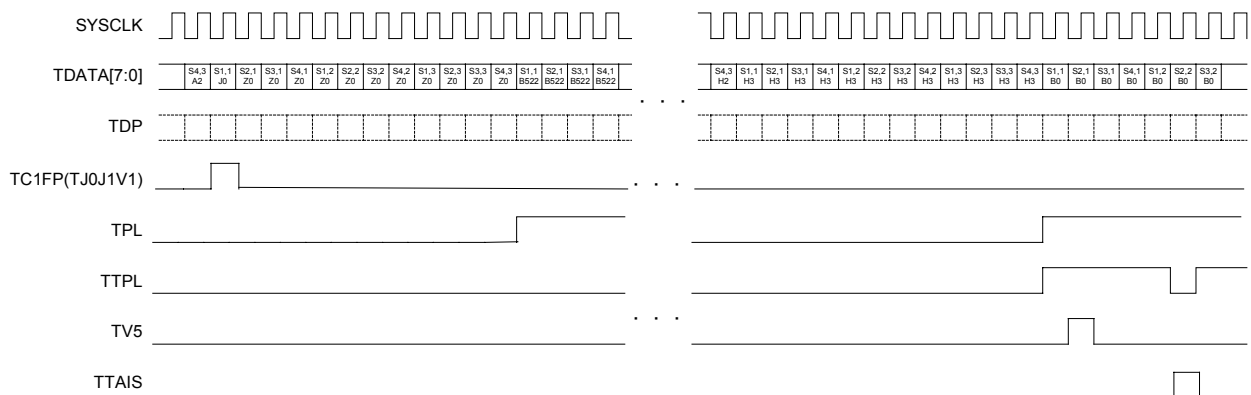 SYSCLK
TDATA[7:0]
S4,3 S1,1 S2,1 S3,1 S4,1 S1,2 S2,2 S3,2 S4,2 S1,3 S2,3 S3,3 S4,3 S1,1 S2,1 S3,1 S4,1
A2 J0 Z0 Z0 Z0 Z0 Z0 Z0 Z0 Z0 Z0 Z0 Z0 B522 B522 B522 B522
. . .
S4,3 S1,1 S2,1 S3,1 S4,1 S1,2 S2,2 S3,2 S4,2 S1,3 S2,3 S3,3 S4,3 S1,1 S2,1 S3,1 S4,1 S1,2 S2,2 S3,2
H2 H3 H3 H3 H3 H3 H3 H3 H3 H3 H3 H3 H3 B0 B0 B0 B0 B0 B0 B0
TDP
TC1FP(TJ0J1V1)
. . .
TPL
TTPL
TV5
. . .
TTAIS